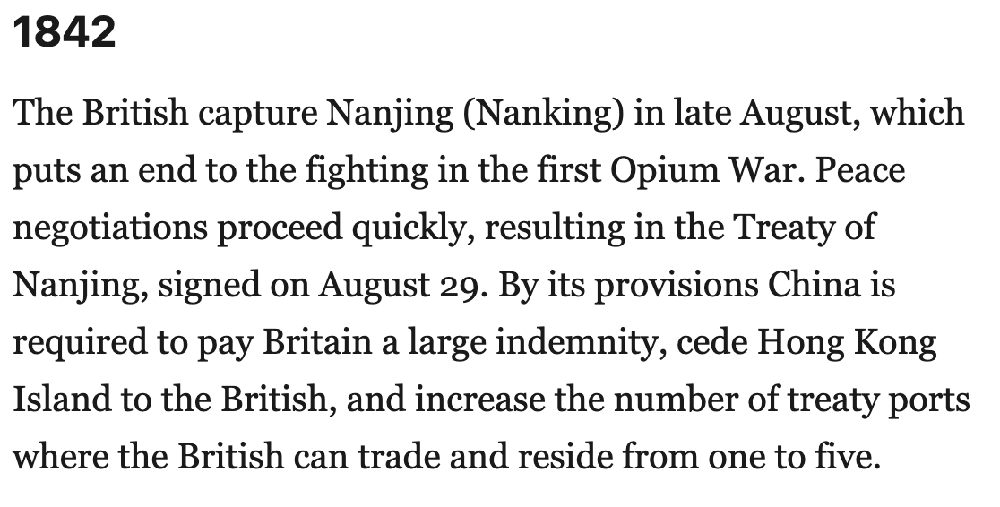 1842
The British capture Nanjing (Nanking) in late August, which
puts an end to the fighting in the first Opium War. Peace
negotiations proceed quickly, resulting in the Treaty of
Nanjing, signed on August 29. By its provisions China is
required to pay Britain a large indemnity, cede Hong Kong
Island to the British, and increase the number of treaty ports
where the British can trade and reside from one to five.